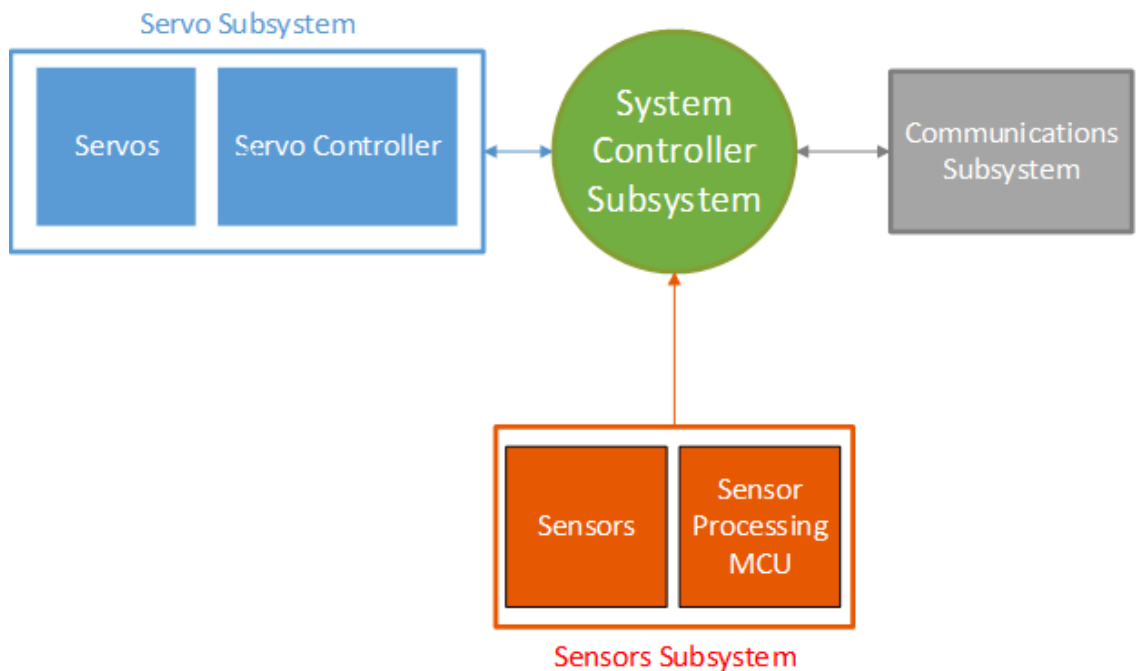 Servo Subsystem
Servos
Servo Controller
System
Controller
Subsystem
Communications
Subsystem
Sensors
Sensor
Processing
MCU
Sensors Subsystem